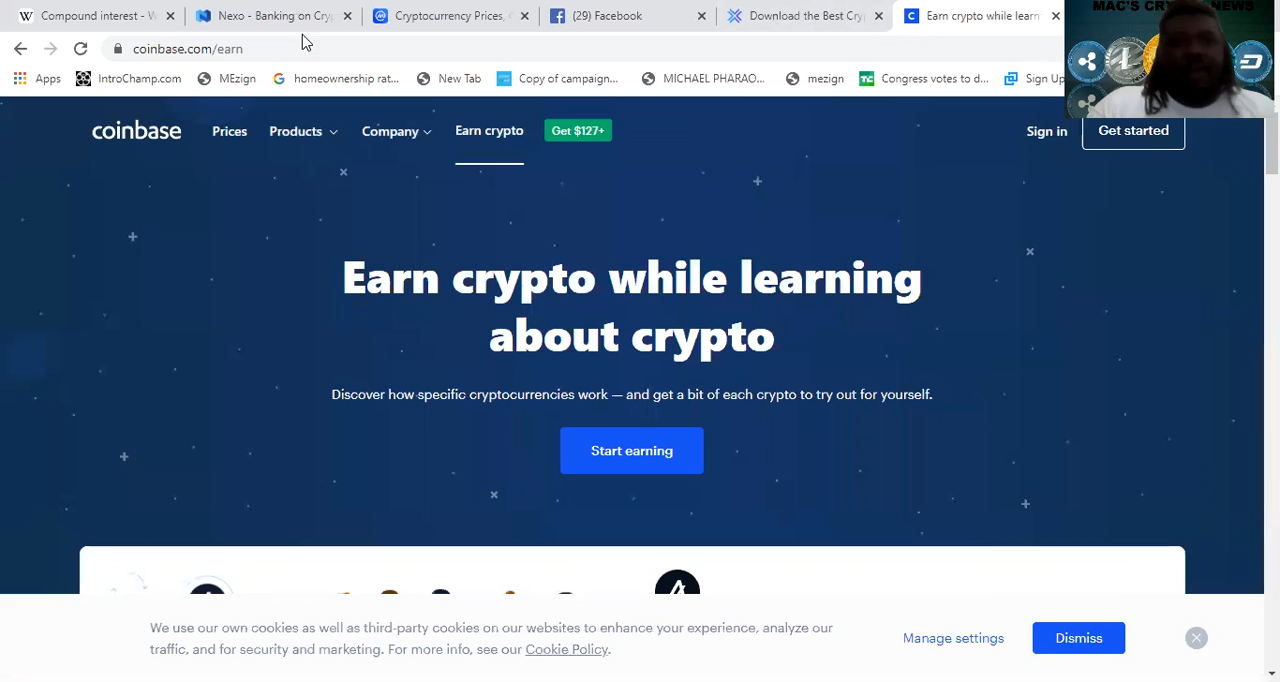 Compound interest - W
Nexo - Banking on Cryp
Cryptocurrency Prices,
(29) Facebook
Download the Best Cry
Earn crypto while learn
MAC'S CRYPTO NEWS
coinbase.com/earn
Apps
IntroChamp.com
MEzign
homeownership rat...
New Tab
Copy of campaign...
MICHAEL PHARAO...
mezign
Congress votes to d...
Sign Up
coinbase
Prices
Products
Company
Earn crypto
Get $127+
Sign in
Get started
Earn crypto while learning
about crypto
Discover how specific cryptocurrencies work — and get a bit of each crypto to try out for yourself.
Start earning
We use our own cookies as well as third-party cookies on our websites to enhance your experience, analyze our
traffic, and for security and marketing. For more info, see our Cookie Policy.
Manage settings
Dismiss